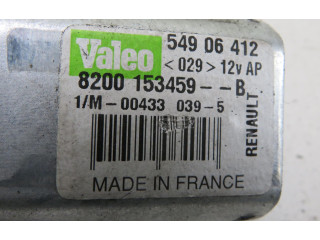 Valeo 549 06 412
< 029 > 12v AP
8200 153459 - - B
1/M - 00433 039 - 5
RENAULT
MADE IN FRANCE